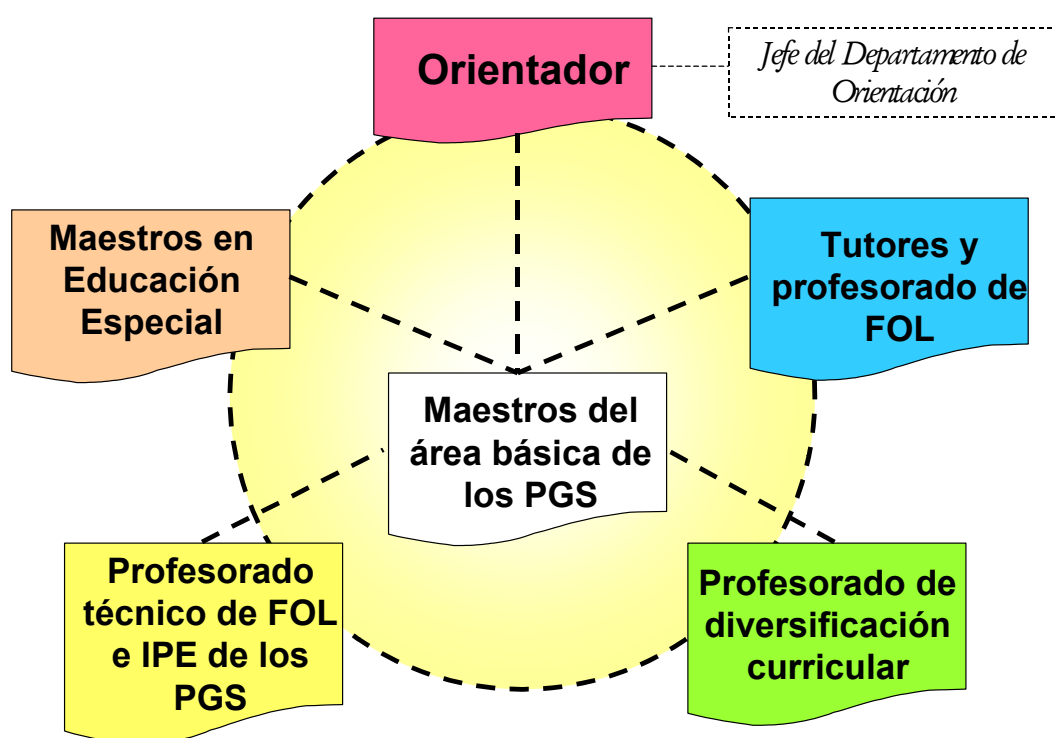 Orientador
Jefe del Departamento de
Orientación
Maestros en
Educación
Especial
Tutores y
profesorado de
FOL
Maestros del
área básica de
los PGS
Profesorado
técnico de FOL
e IPE de los
PGS
Profesorado de
diversificación
curricular